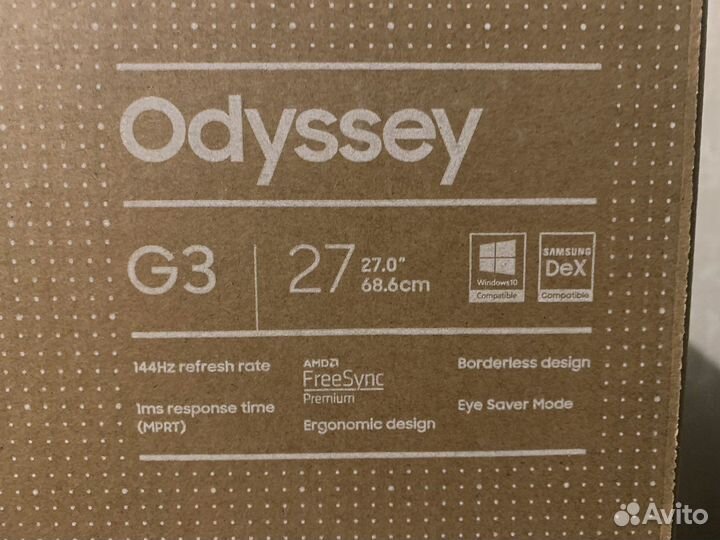 Odyssey
G3
27
27.0"
68.6cm
Windows10
Compatible
SAMSUNG
DeX
Compatible
144Hz refresh rate
1ms response time
(MPRT)
AMD
FreeSync
Premium
Ergonomic design
Borderless design
Eye Saver Mode
Avito